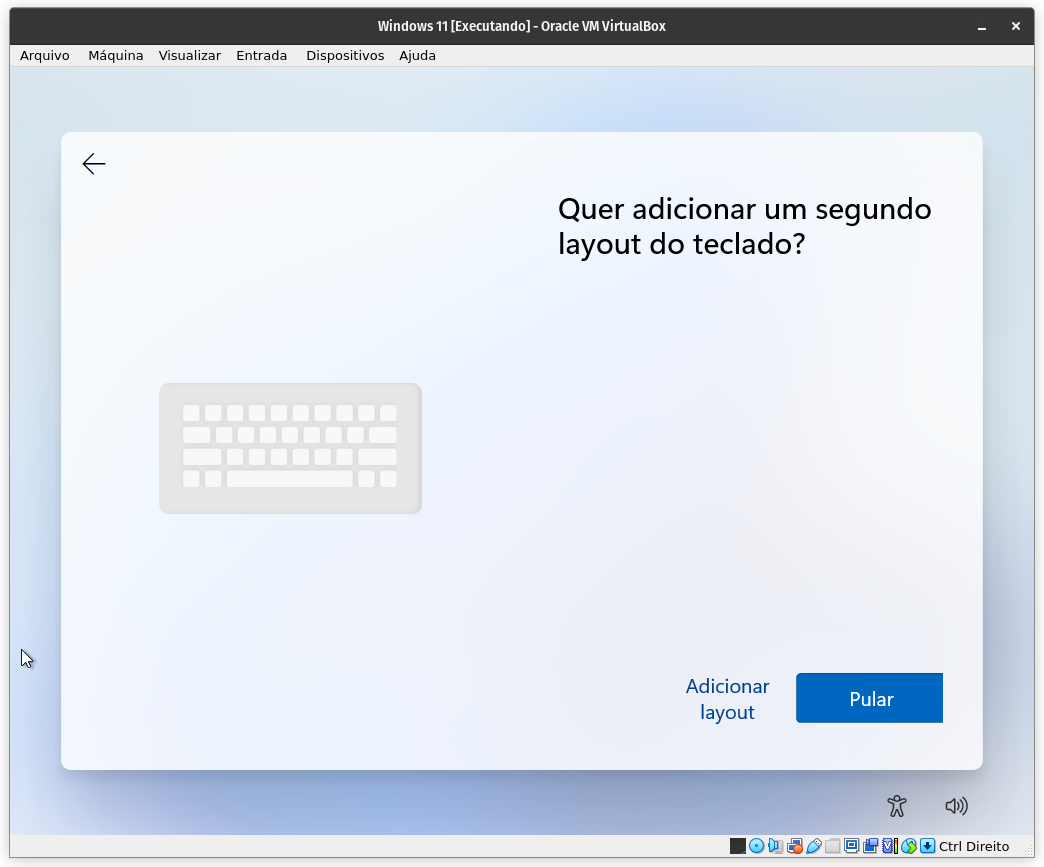 Windows 11 [Executando] - Oracle VM VirtualBox
Arquivo Máquina Visualizar Entrada Dispositivos Ajuda
Quer adicionar um segundo
layout do teclado?
Adicionar
layout
Pular
Ctrl Direito